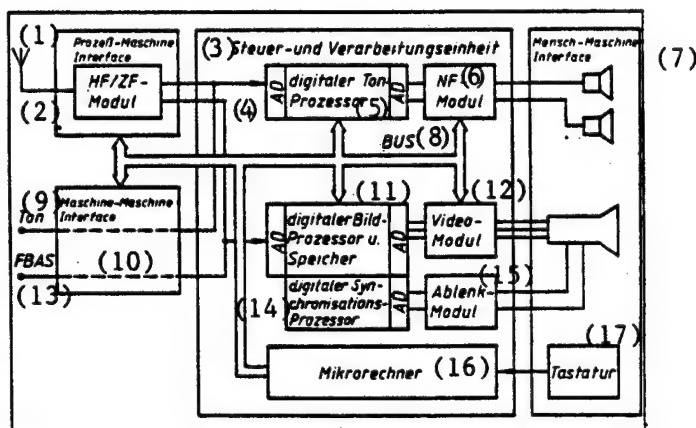 (1)
Prozeß-Maschine
Interface
(2)
HF/ZF-
Modul
(3) Steuer-und Verarbeitungseinheit
(4)
AD
digitaler Ton-
Prozessor
(5)
AD
NF
(6)
Modul
Mensch-Maschine
Interface
(7)
BUS (8)
(9)
Ton
Maschine-Maschine
Interface
(10)
FBAS
(13)
(11)
AD
digitaler Bild-
Prozessor u.
Speicher
AD
(12)
Video-
Modul
(14)
digitaler Syn-
chronisations-
Prozessor
AD
(15)
Ablenk-
Modul
Mikrorechner (16)
(17)
Tastatur